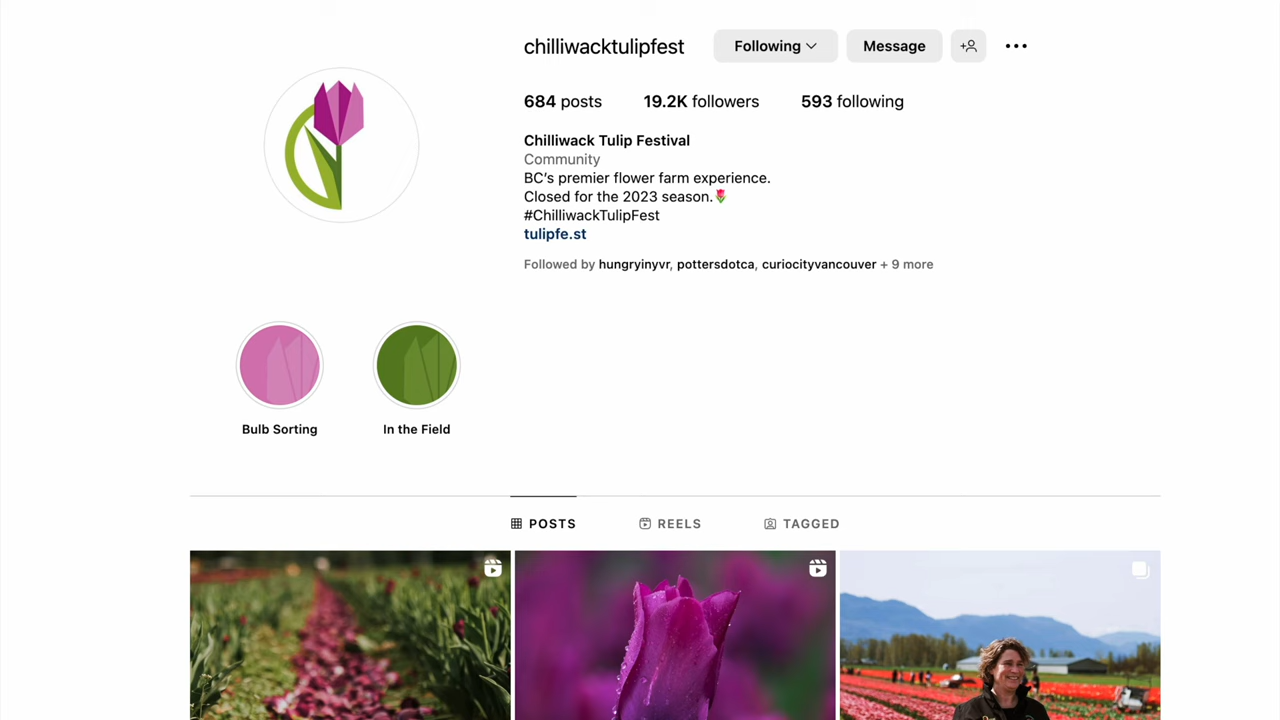 chilliwacktulipfest Following Message
684 posts 19.2K followers 593 following
Chilliwack Tulip Festival
Community
BC’s premier flower farm experience.
Closed for the 2023 season.🌷
#ChilliwackTulipFest
tulipfe.st
Followed by hungryinyvr, pottersdotca, curiocityvancouver + 9 more
Bulb Sorting In the Field
POSTS REELS TAGGED